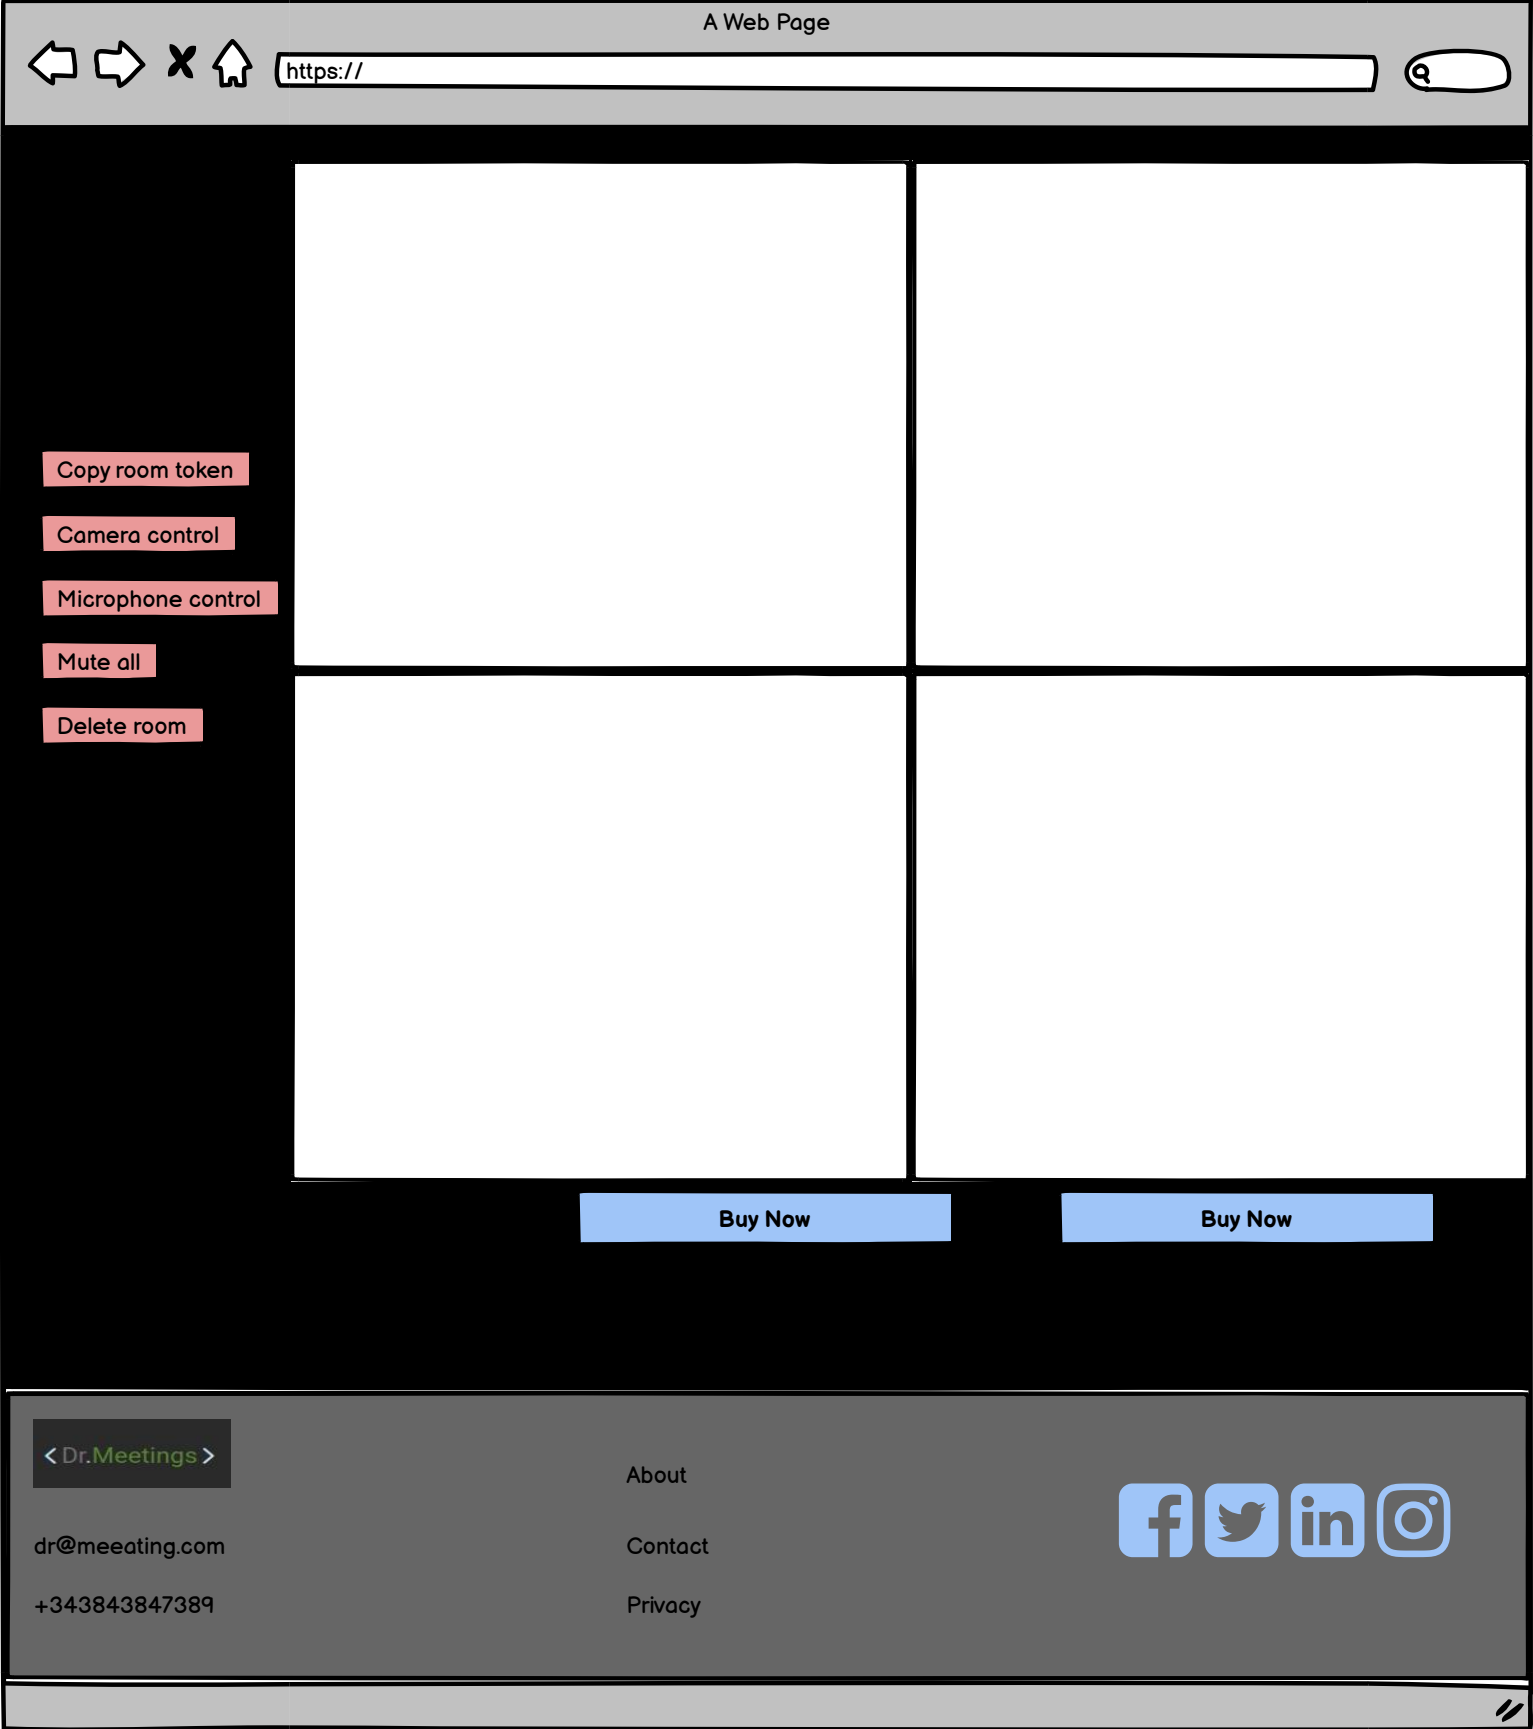 A Web Page
https://
Copy room token
Camera control
Microphone control
Mute all
Delete room
Buy Now
Buy Now
< Dr.Meetings >
dr@meeating.com
+343843847389
About
Contact
Privacy